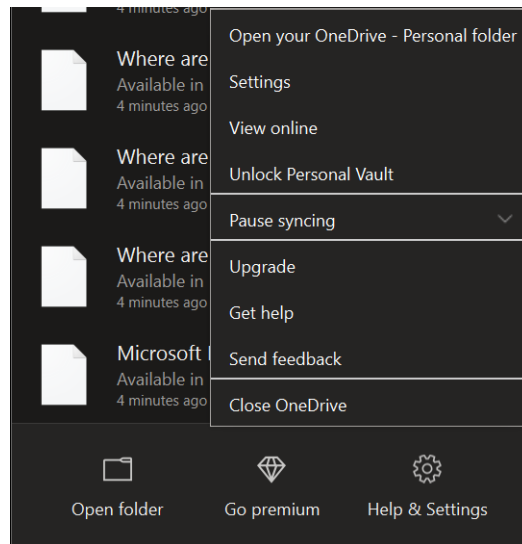 4 minutes ago
Where are
Available in
4 minutes ago
Where are
Available in
4 minutes ago
Where are
Available in
4 minutes ago
Microsoft
Available in
4 minutes ago
Open your OneDrive - Personal folder
Settings
View online
Unlock Personal Vault
Pause syncing
Upgrade
Get help
Send feedback
Close OneDrive
Open folder
Go premium
Help & Settings